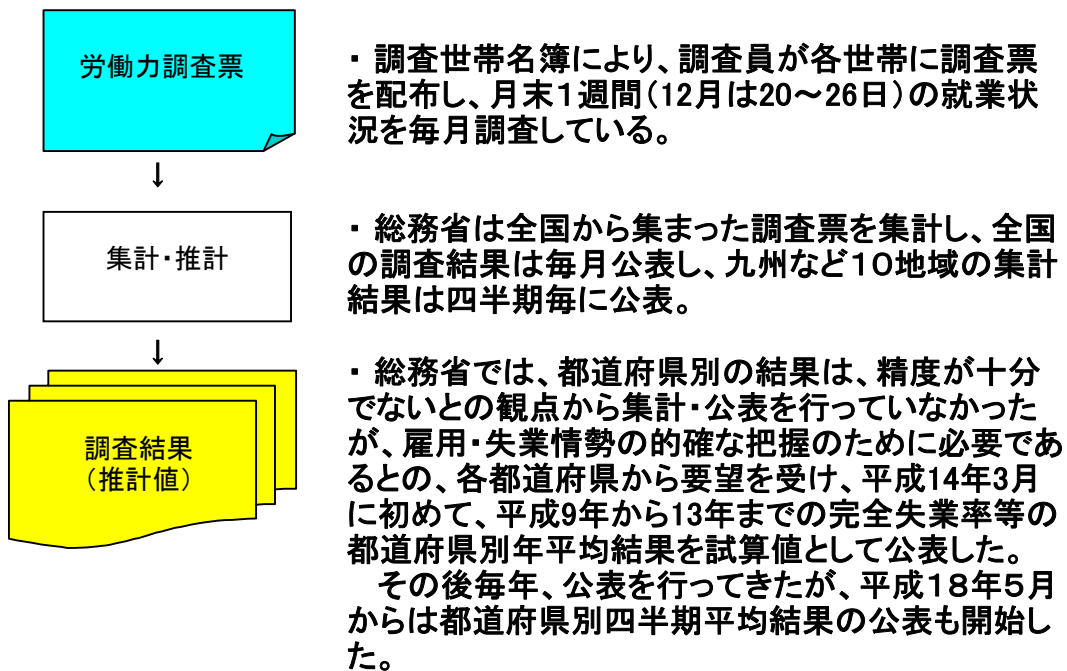 労働力調査票
・ 調査世帯名簿により、調査員が各世帯に調査票
を配布し、月末1週間(12月は20~26日)の就業状
況を毎月調査している。
↓
集計・推計
・ 総務省は全国から集まった調査票を集計し、全国
の調査結果は毎月公表し、九州など10地域の集計
結果は四半期毎に公表。
↓
調査結果
(推計値)
・ 総務省では、都道府県別の結果は、精度が十分
でないとの観点から集計・公表を行っていなかった
が、雇用・失業情勢の的確な把握のために必要であ
るとの、各都道府県から要望を受け、平成14年3月
に初めて、平成9年から13年までの完全失業率等の
都道府県別年平均結果を試算値として公表した。
その後毎年、公表を行ってきたが、平成18年5月
からは都道府県別四半期平均結果の公表も開始し
た。